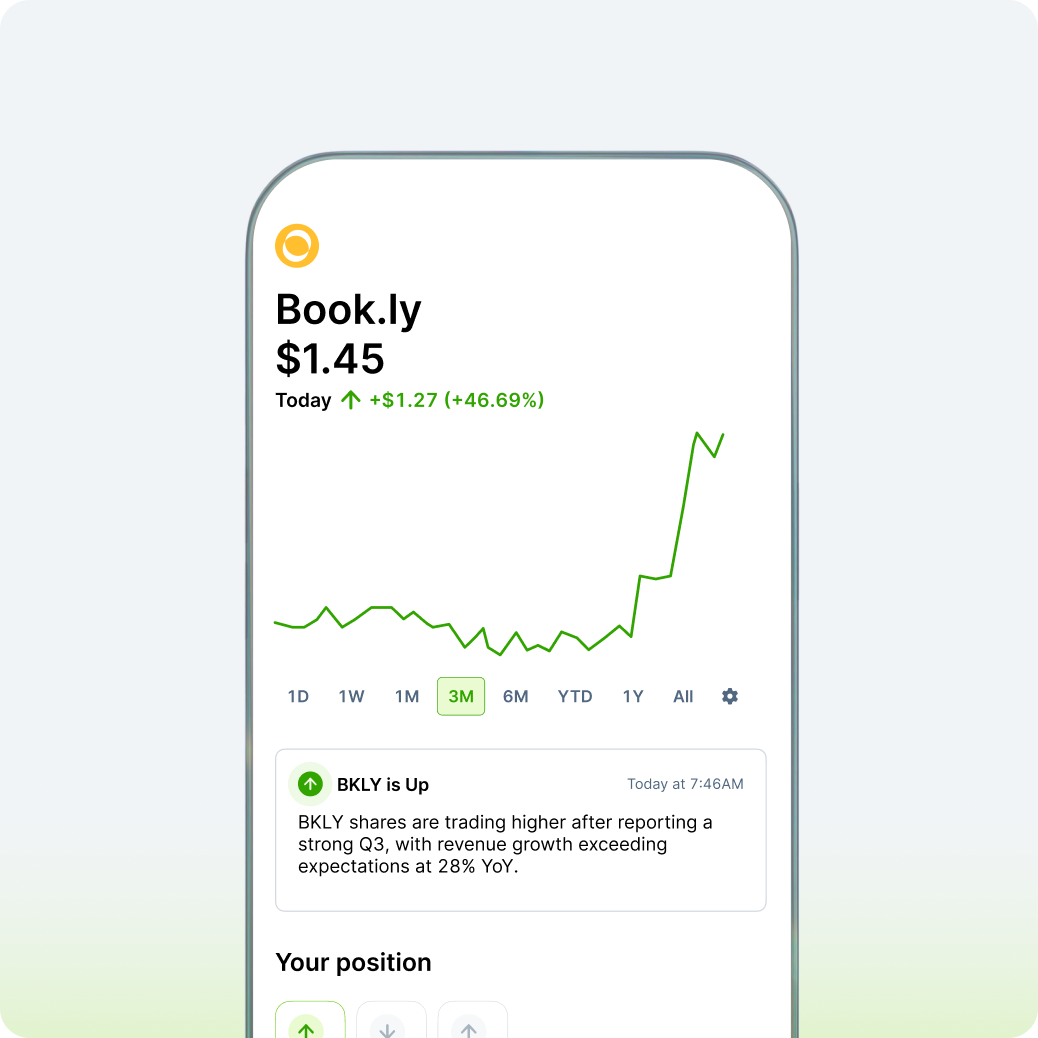 Book.ly
$1.45
Today +$1.27 (+46.69%)
1D 1W 1M 3M 6M YTD 1Y All
BKLY is Up Today at 7:46AM
BKLY shares are trading higher after reporting a
strong Q3, with revenue growth exceeding
expectations at 28% YoY.
Your position